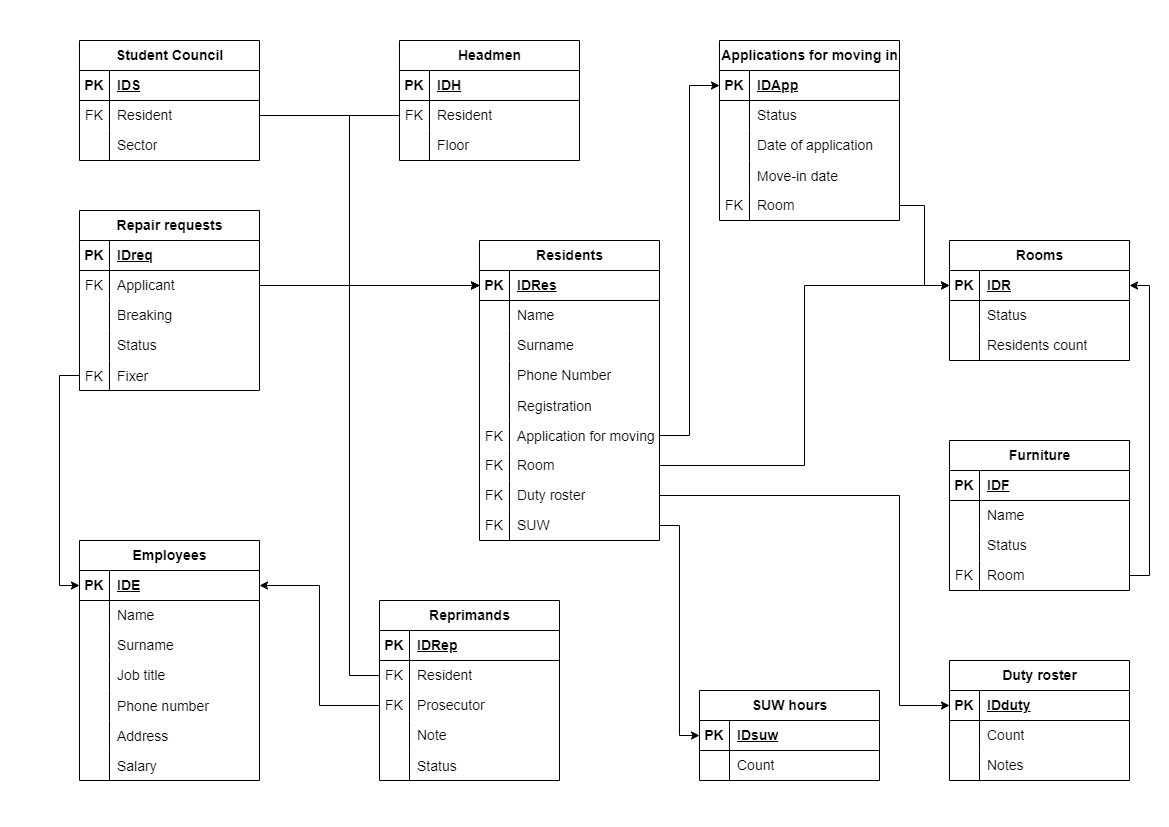 Student Council
PK IDS
FK Resident
Sector
Headmen
PK IDH
FK Resident
Floor
Applications for moving in
PK IDApp
Status
Date of application
Move-in date
FK Room
Repair requests
PK IDreq
FK Applicant
Breaking
Status
FK Fixer
Residents
PK IDRes
Name
Surname
Phone Number
Registration
FK Application for moving
FK Room
FK Duty roster
FK SUW
Rooms
PK IDR
Status
Residents count
Furniture
PK IDF
Name
Status
FK Room
Employees
PK IDE
Name
Surname
Job title
Phone number
Address
Salary
Reprimands
PK IDRep
FK Resident
FK Prosecutor
Note
Status
SUW hours
PK IDsuw
Count
Duty roster
PK IDduty
Count
Notes